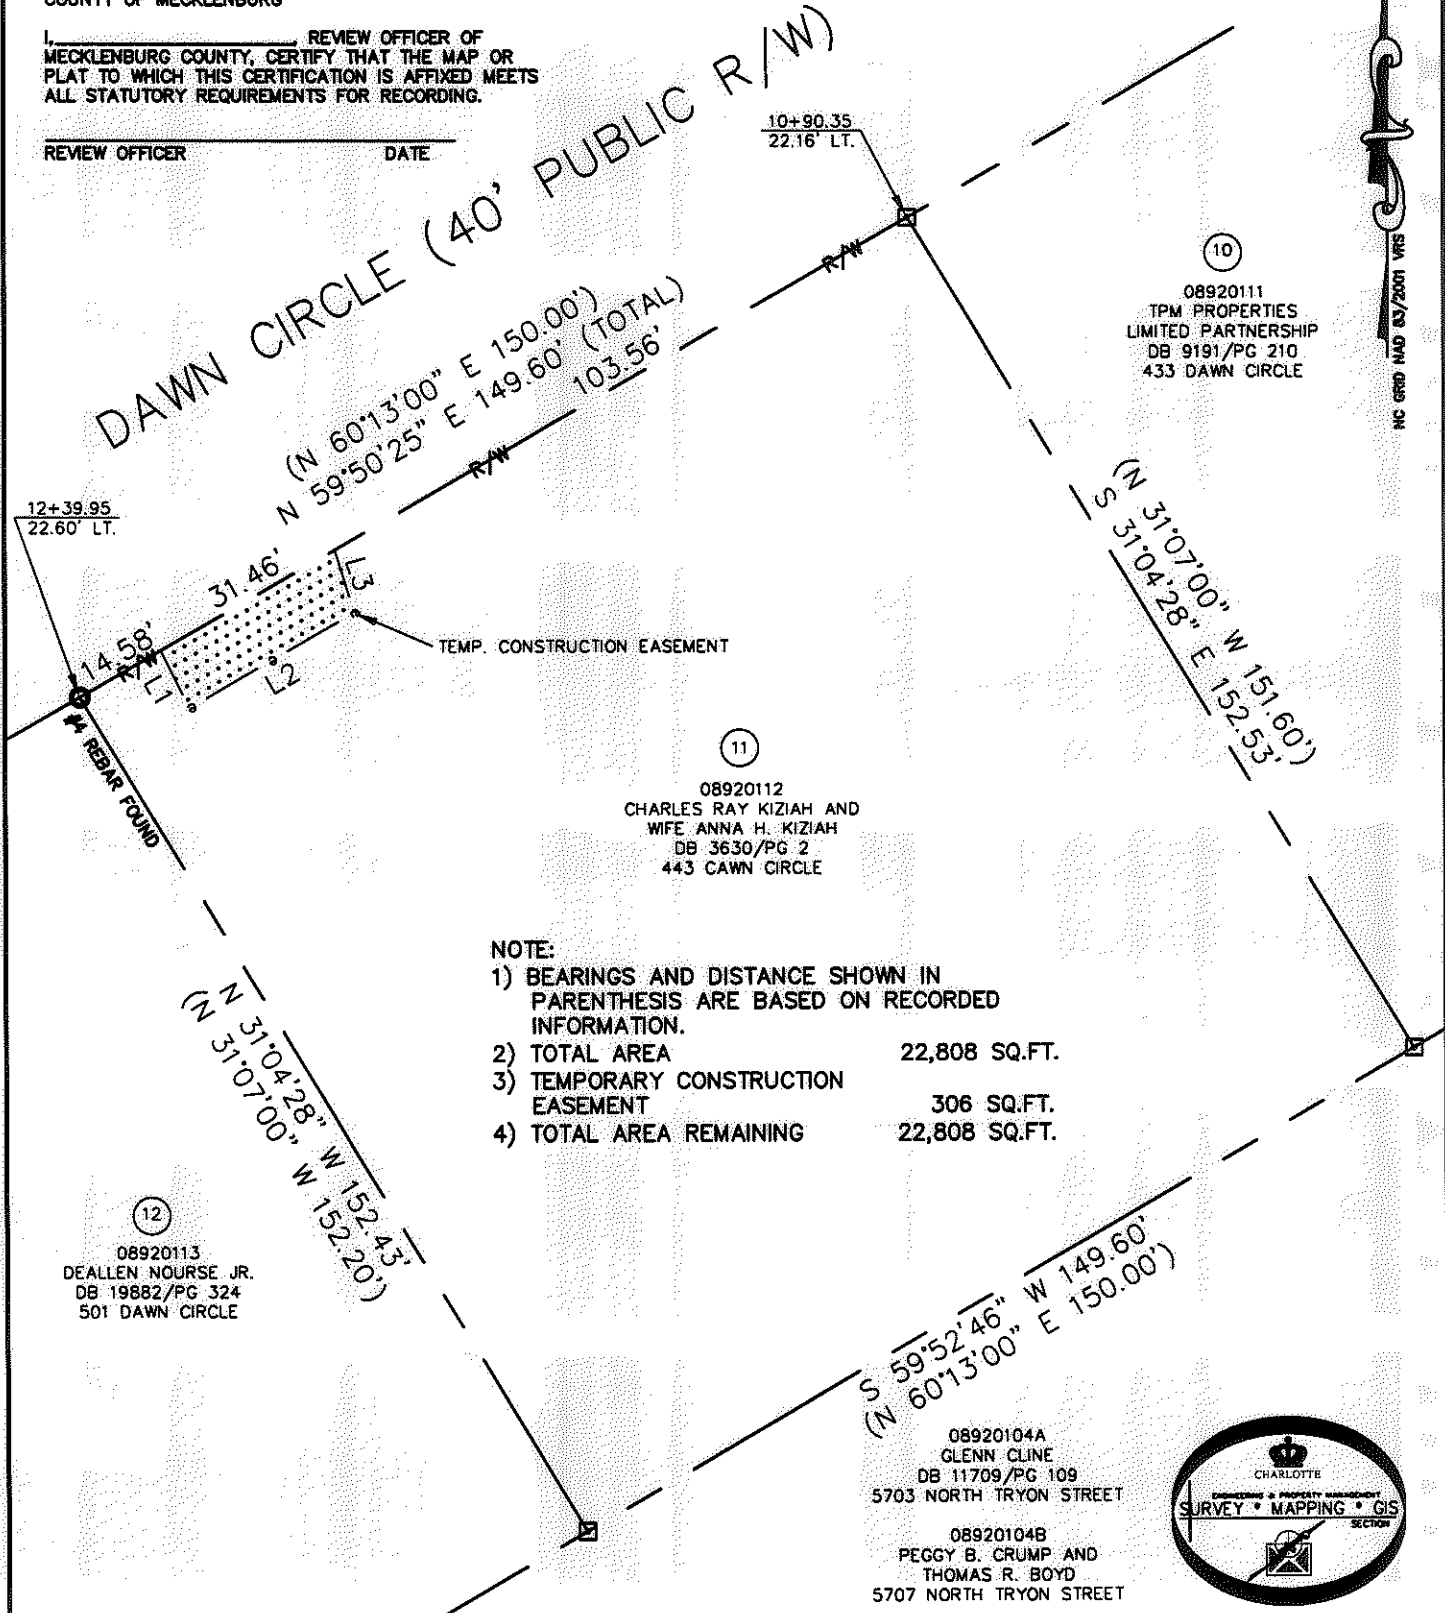 COUNTY OF MECKLENBURG
I,____________________, REVIEW OFFICER OF
MECKLENBURG COUNTY, CERTIFY THAT THE MAP OR
PLAT TO WHICH THIS CERTIFICATION IS AFFIXED MEETS
ALL STATUTORY REQUIREMENTS FOR RECORDING.
REVIEW OFFICER DATE
DAWN CIRCLE (40' PUBLIC R/W)
10+90.35
22.16' LT.
R/W
10
08920111
TPM PROPERTIES
LIMITED PARTNERSHIP
DB 9191/PG 210
433 DAWN CIRCLE
NC GRID NAD 83/2001 VRS
(N 60°13'00" E 150.00')
N 59°50'25" E 149.60' (TOTAL)
103.56'
R/W
12+39.95
22.60' LT.
31.46'
L3
14.58'
R/W
L1
e
L2
e
e
TEMP. CONSTRUCTION EASEMENT
#4 REBAR FOUND
(N 31°07'00" W 151.60')
S 31°04'28" E 152.53'
11
08920112
CHARLES RAY KIZIAH AND
WIFE ANNA H. KIZIAH
DB 3630/PG 2
443 CAWN CIRCLE
NOTE:
1) BEARINGS AND DISTANCE SHOWN IN
PARENTHESIS ARE BASED ON RECORDED
INFORMATION.
2) TOTAL AREA 22,808 SQ.FT.
3) TEMPORARY CONSTRUCTION
EASEMENT 306 SQ.FT.
4) TOTAL AREA REMAINING 22,808 SQ.FT.
N 31°04'28" W 152.43'
(N 31°07'00" W 152.20')
12
08920113
DEALLEN NOURSE JR.
DB 19882/PG 324
501 DAWN CIRCLE
S 59°52'46" W 149.60'
(N 60°13'00" E 150.00')
08920104A
GLENN CLINE
DB 11709/PG 109
5703 NORTH TRYON STREET
08920104B
PEGGY B. CRUMP AND
THOMAS R. BOYD
5707 NORTH TRYON STREET
CHARLOTTE
ENGINEERING & PROPERTY MANAGEMENT
SURVEY * MAPPING * GIS
SECTION